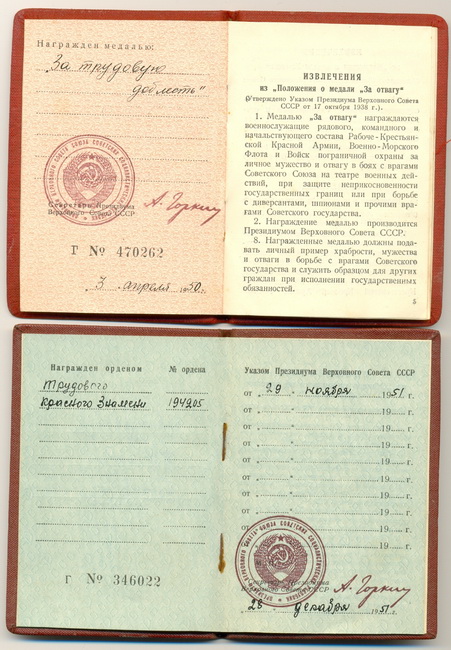 Награжден медалью:
„За трудовую
доблесть"
Секретарь Президиума
Верховного Совета СССР
А. Горкин
Г № 470262
„3" апреля 1950 г.
ИЗВЛЕЧЕНИЯ
из „Положения о медали „За отвагу"
(Утверждено Указом Президиума Верховного Совета
СССР от 17 октября 1938 г.).
1. Медалью „За отвагу" награждаются
военнослужащие рядового, командного и
начальствующего состава Рабоче-Крестьян-
ской Красной Армии, Военно-Морского
Флота и Войск пограничной охраны за
личное мужество и отвагу в боях с врагами
Советского Союза на театре военных дей-
ствий, при защите неприкосновенности
государственных границ или при борьбе
с диверсантами, шпионами и прочими вра-
гами Советского государства.
2. Награждение медалью производится
Президиумом Верховного Совета СССР.
8. Награжденные медалью должны пода-
вать личный пример храбрости, мужества
и отваги в борьбе с врагами Советского
государства и служить образцом для других
граждан при исполнении государственных
обязанностей.
5
Награжден орденом
№ ордена
Трудового
Красного Знамени 194205
Г № 346022
Указом Президиума Верховного Совета СССР
от „29" ноября 1951 г.
от „ " 19 г.
от „ " 19 г.
от „ " 19 г.
от „ " 19 г.
от „ " 19 г.
от „ " 19 г.
от „ " 19 г.
Секретарь Президиума
Верховного Совета СССР
А. Горкин
„28" декабря 1951 г.